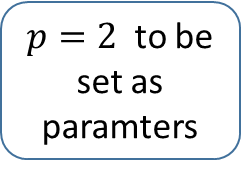 p = 2 to be
set as
paramters